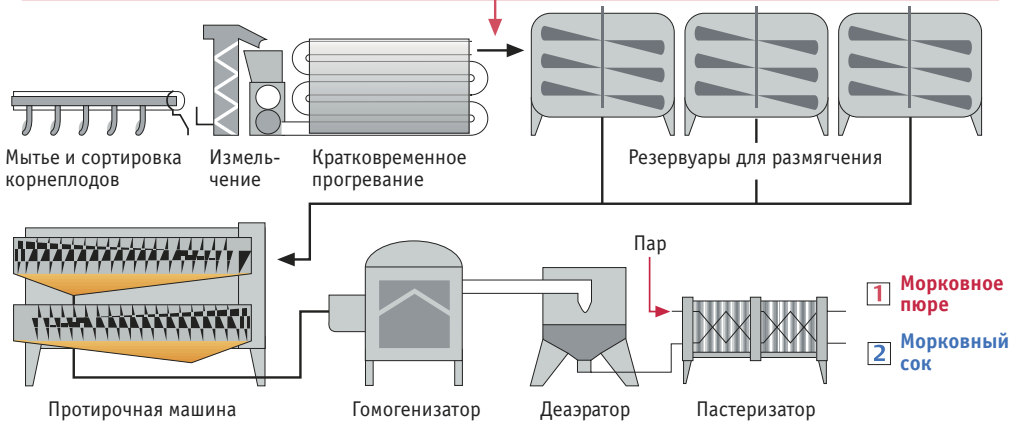 Мытье и сортировка
корнеплодов
Измель-
чение
Кратковременное
прогревание
Резервуары для размягчения
Пар
1 Морковное
пюре
2 Морковный
сок
Протирочная машина
Гомогенизатор
Деаэратор
Пастеризатор